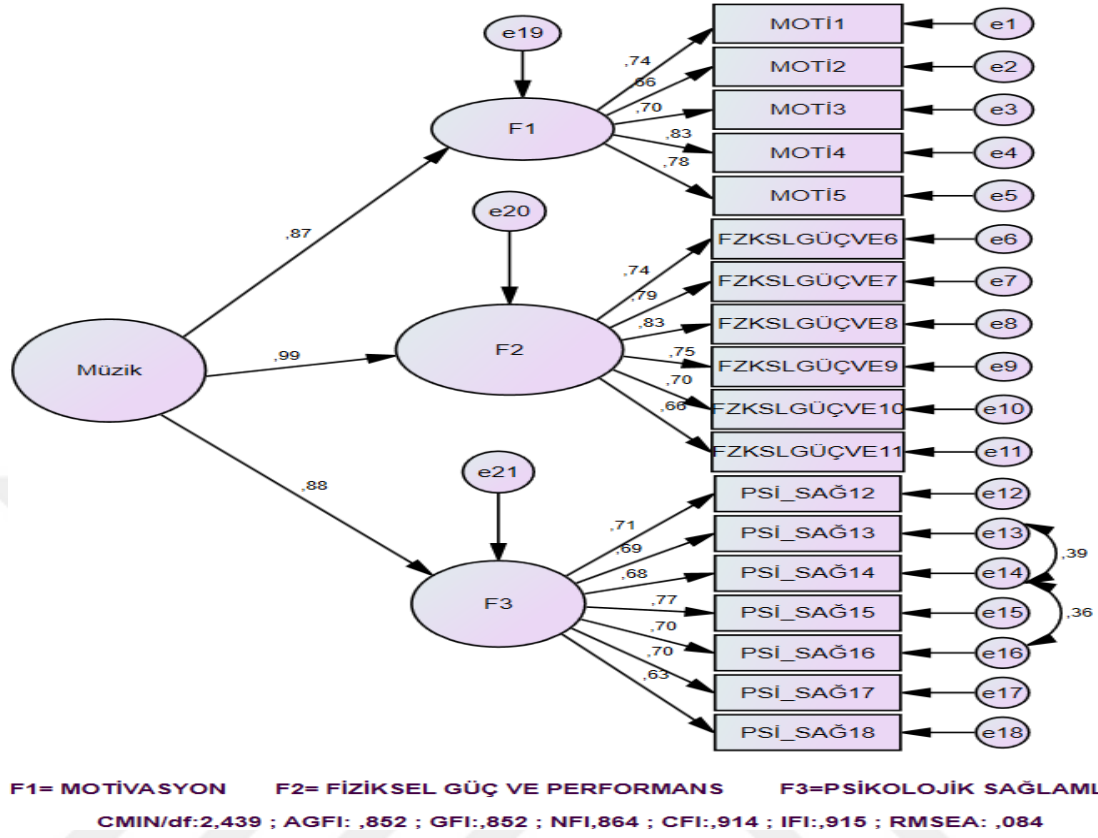 e19
MOTİ1
e1
,74
MOTİ2
e2
,66
F1
,70
MOTİ3
e3
,83
MOTİ4
e4
,78
MOTİ5
e5
e20
,87
FZKSLGÜÇVE6
e6
,74
FZKSLGÜÇVE7
e7
,79
,83
FZKSLGÜÇVE8
e8
F2
,75
FZKSLGÜÇVE9
e9
Müzik
,99
,70
FZKSLGÜÇVE10
e10
,66
FZKSLGÜÇVE11
e11
e21
,88
PSİ_SAĞ12
e12
,71
PSİ_SAĞ13
e13
,69
,39
,68
PSİ_SAĞ14
e14
F3
,77
PSİ_SAĞ15
e15
,36
,70
PSİ_SAĞ16
e16
,70
PSİ_SAĞ17
e17
,63
PSİ_SAĞ18
e18
F1= MOTİVASYON F2= FİZİKSEL GÜÇ VE PERFORMANS F3=PSİKOLOJİK SAĞLAML
CMIN/df:2,439 ; AGFI: ,852 ; GFI:,852 ; NFI,864 ; CFI:,914 ; IFI:,915 ; RMSEA: ,084